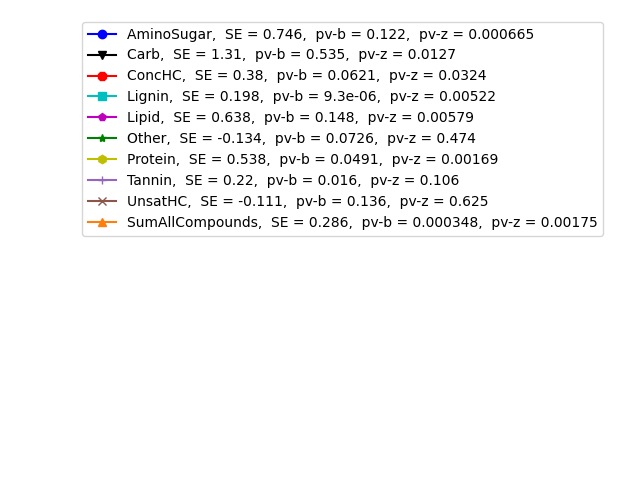 AminoSugar,  SE = 0.746,  pv-b = 0.122,  pv-z = 0.000665
Carb,  SE = 1.31,  pv-b = 0.535,  pv-z = 0.0127
ConcHC,  SE = 0.38,  pv-b = 0.0621,  pv-z = 0.0324
Lignin,  SE = 0.198,  pv-b = 9.3e-06,  pv-z = 0.00522
Lipid,  SE = 0.638,  pv-b = 0.148,  pv-z = 0.00579
Other,  SE = -0.134,  pv-b = 0.0726,  pv-z = 0.474
Protein,  SE = 0.538,  pv-b = 0.0491,  pv-z = 0.00169
Tannin,  SE = 0.22,  pv-b = 0.016,  pv-z = 0.106
UnsatHC,  SE = -0.111,  pv-b = 0.136,  pv-z = 0.625
SumAllCompounds,  SE = 0.286,  pv-b = 0.000348,  pv-z = 0.00175